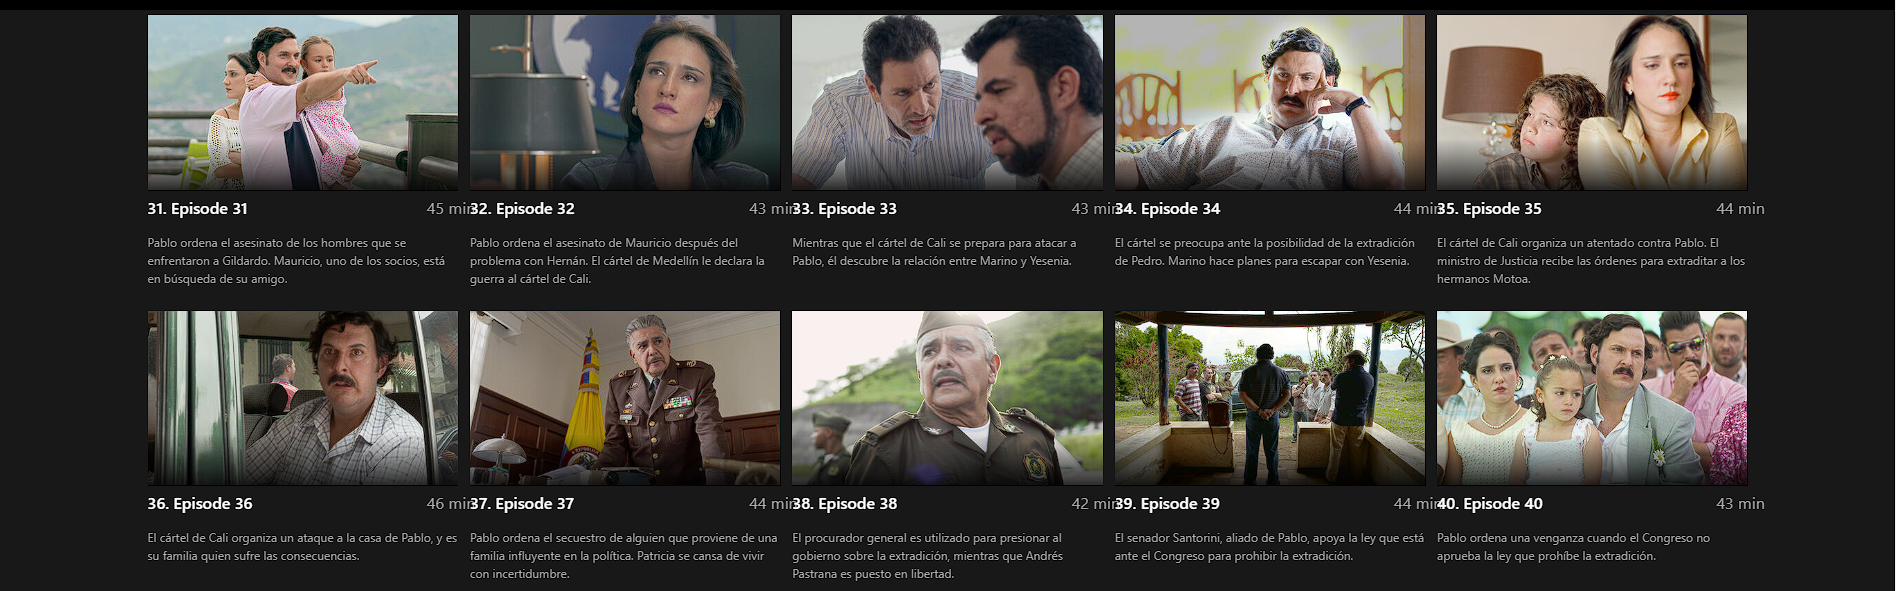 31. Episode 31
45 min
Pablo ordena el asesinato de los hombres que se
enfrentaron a Gildardo. Mauricio, uno de los socios, está
en búsqueda de su amigo.
32. Episode 32
43 min
Pablo ordena el asesinato de Mauricio después del
problema con Hernán. El cártel de Medellín le declara la
guerra al cártel de Cali.
33. Episode 33
43 min
Mientras que el cártel de Cali se prepara para atacar a
Pablo, él descubre la relación entre Marino y Yesenia.
34. Episode 34
44 min
El cártel se preocupa ante la posibilidad de la extradición
de Pedro. Marino hace planes para escapar con Yesenia.
35. Episode 35
44 min
El cártel de Cali organiza un atentado contra Pablo. El
ministro de Justicia recibe las órdenes para extraditar a los
hermanos Motoa.
36. Episode 36
46 min
El cártel de Cali organiza un ataque a la casa de Pablo, y es
su familia quien sufre las consecuencias.
37. Episode 37
44 min
Pablo ordena el secuestro de alguien que proviene de una
familia influyente en la política. Patricia se cansa de vivir
con incertidumbre.
38. Episode 38
42 min
El procurador general es utilizado para presionar al
gobierno sobre la extradición, mientras que Andrés
Pastrana es puesto en libertad.
39. Episode 39
44 min
El senador Santorini, aliado de Pablo, apoya la ley que está
ante el Congreso para prohibir la extradición.
40. Episode 40
43 min
Pablo ordena una venganza cuando el Congreso no
aprueba la ley que prohíbe la extradición.